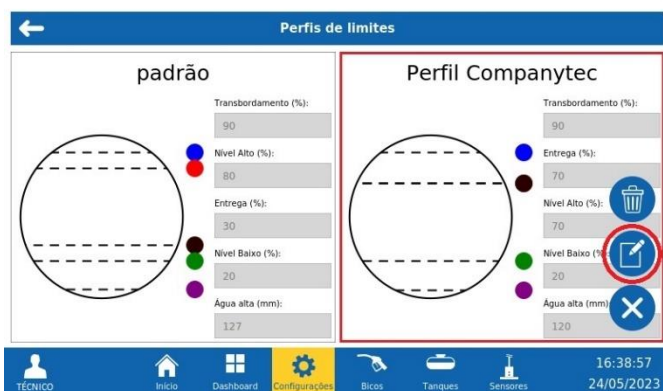 Perfis de limites
padrão
Transbordamento (%):
90
Nível Alto (%):
80
Entrega (%):
30
Nível Baixo (%):
20
Água alta (mm):
127
Perfil Companytec
Transbordamento (%):
90
Entrega (%):
70
Nível Alto (%):
70
Nível Baixo (%
20
Água alta (mm)
120
TÉCNICO
Início
Dashboard
Configurações
Bicos
Tanques
Sensores
16:38:57
24/05/2023